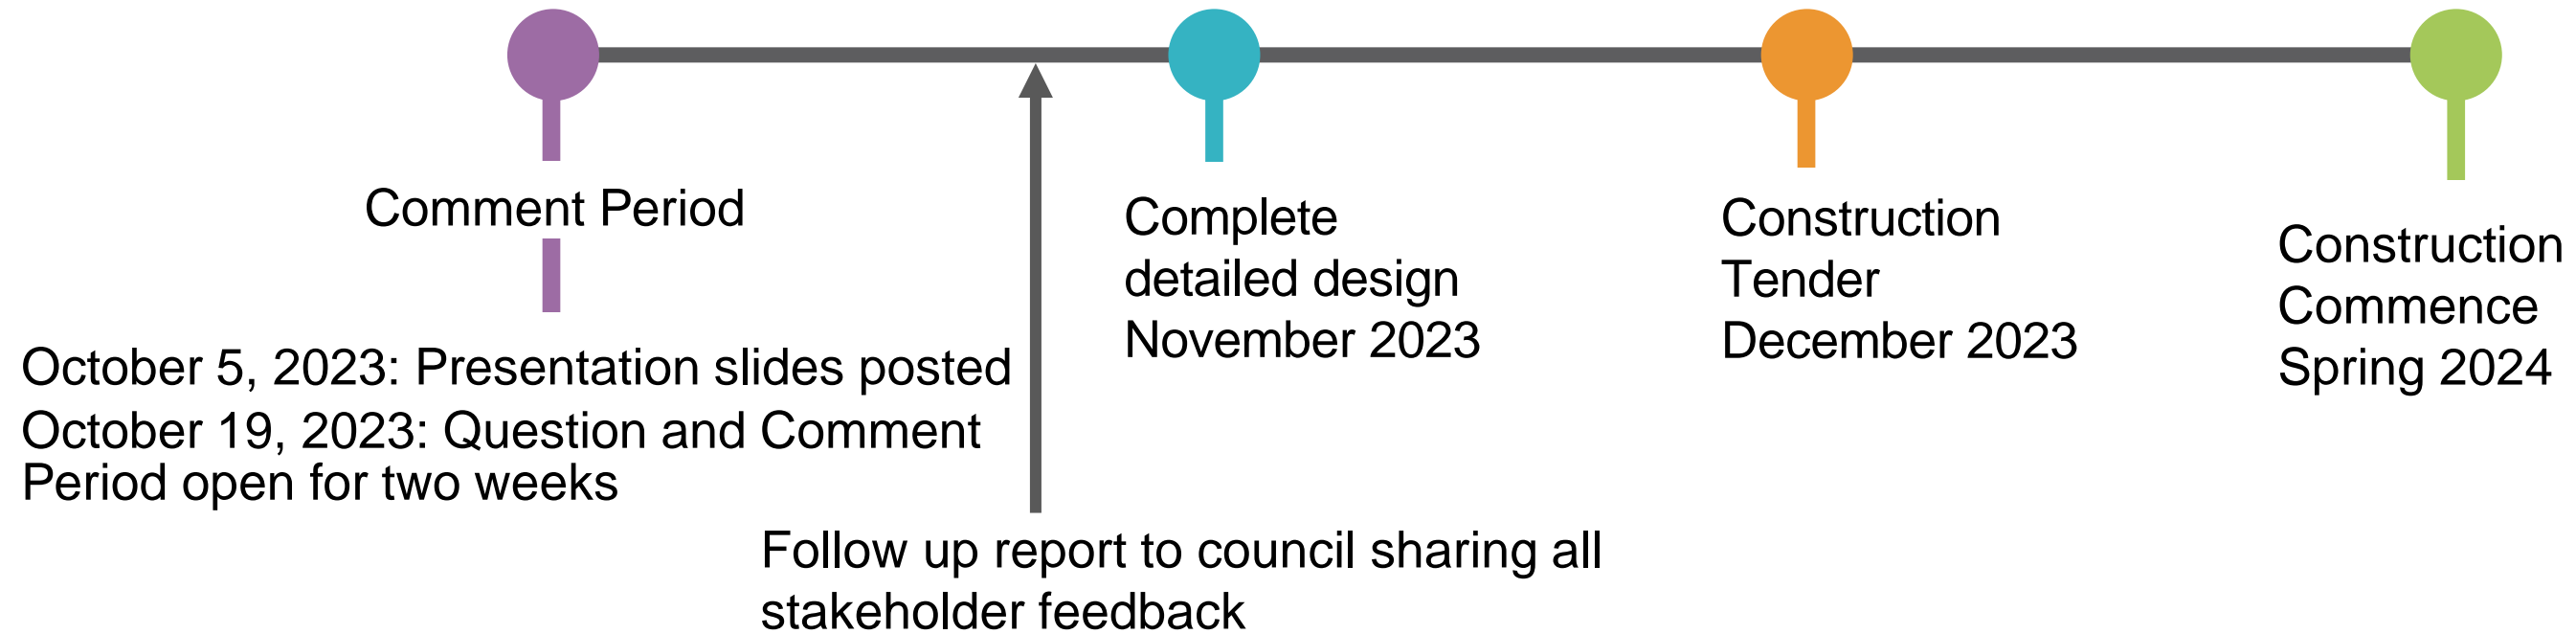 Comment Period
October 5, 2023: Presentation slides posted
October 19, 2023: Question and Comment
Period open for two weeks
Follow up report to council sharing all
stakeholder feedback
Complete
detailed design
November 2023
Construction
Tender
December 2023
Construction
Commence
Spring 2024